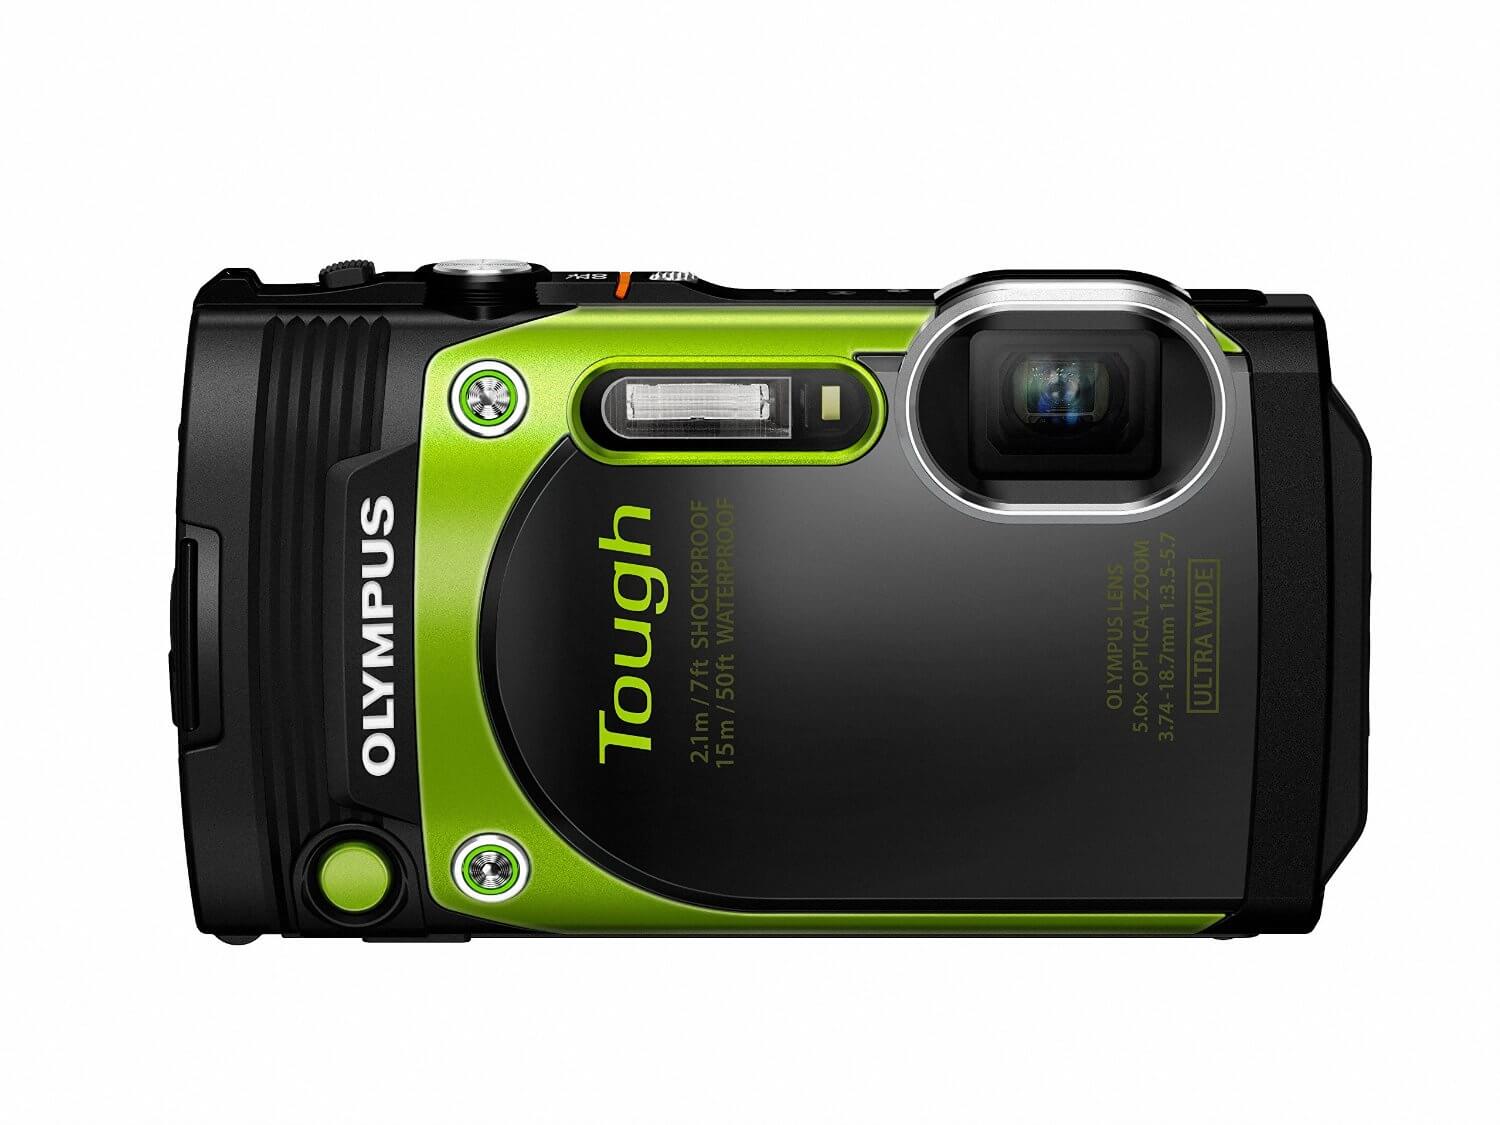 OLYMPUS
Tough
2.1m / 7ft SHOCKPROOF
15m / 50ft WATERPROOF
OLYMPUS LENS
5.0× OPTICAL ZOOM
3.74-18.7mm 1:3.5-5.7
ULTRA WIDE